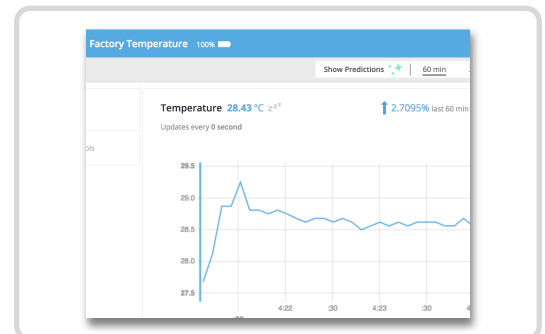 Factory Temperature 100%
Show Predictions 60 min
Temperature 28.43 °C zzz
2.7095% last 60 min
Updates every 0 second
ols
29.5
29.0
28.5
28.0
27.5
4:22 :30 4:23 :30